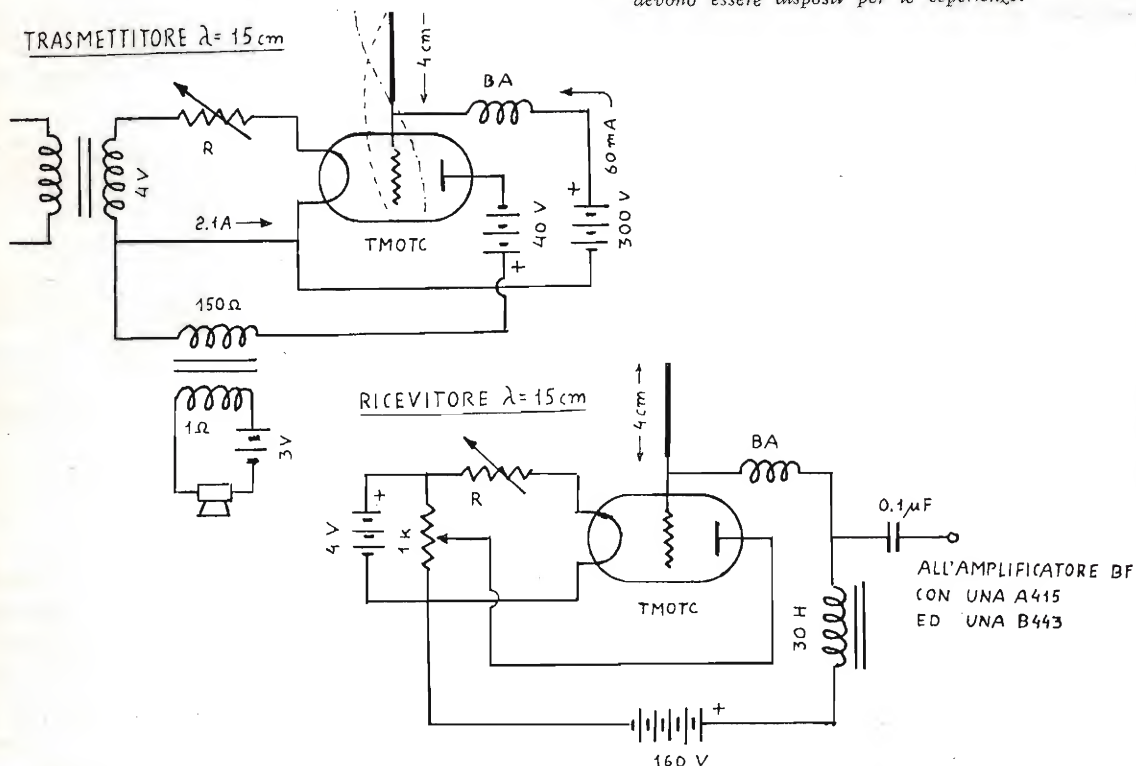 devono essere disposti per le esperienze.
TRASMETTITORE λ= 15 cm
4 cm
BA
60 mA
R
4 V
2.1A →
TMOTC
40 V
300 V
+
+
150Ω
1Ω
3V
RICEVITORE λ=15 cm
← 4 cm →
BA
R
+
4 V
1 K
TMOTC
0.1 µF
ALL'AMPLIFICATORE BF
CON UNA A415
ED UNA B443
30 H
+
160 V